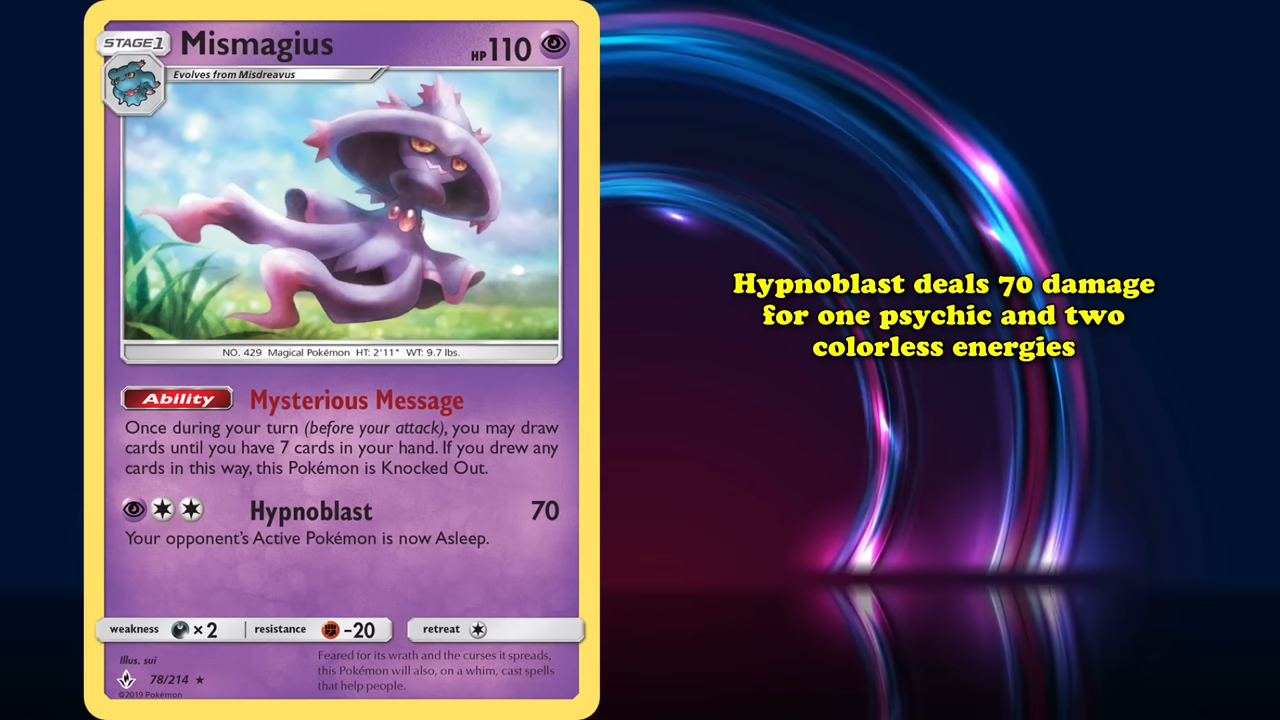 STAGE1
Mismagius
HP 110
Evolves from Misdreavus
NO. 429 Magical Pokémon HT: 2'11" WT: 9.7 lbs.
Ability Mysterious Message
Once during your turn (before your attack), you may draw
cards until you have 7 cards in your hand. If you drew any
cards in this way, this Pokémon is Knocked Out.
Hypnoblast 70
Your opponent's Active Pokémon is now Asleep.
weakness ×2 resistance -20 retreat
Illus. sui
78/214 ★
©2019 Pokémon
Feared for its wrath and the curses it spreads,
this Pokémon will also, on a whim, cast spells
that help people.
Hypnoblast deals 70 damage
for one psychic and two
colorless energies